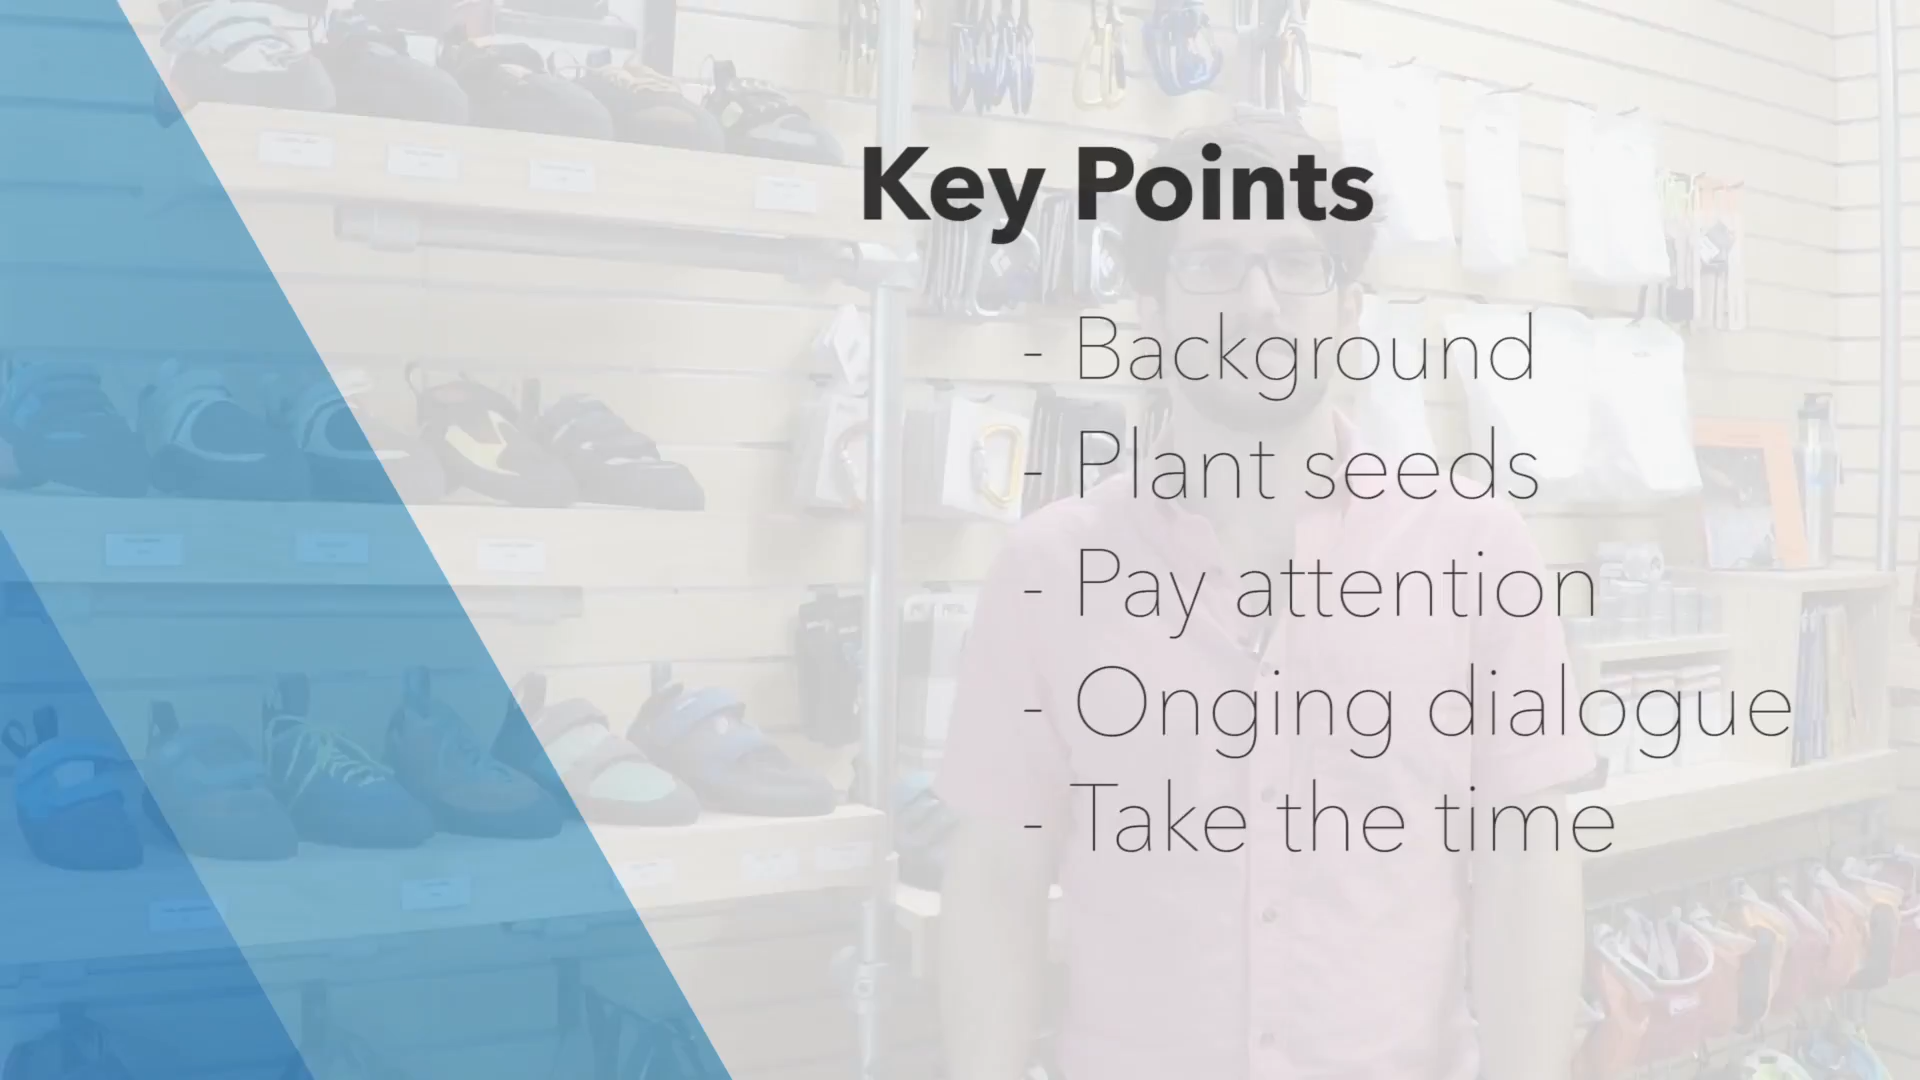 Key Points
- Background
- Plant seeds
- Pay attention
- Onging dialogue
- Take the time